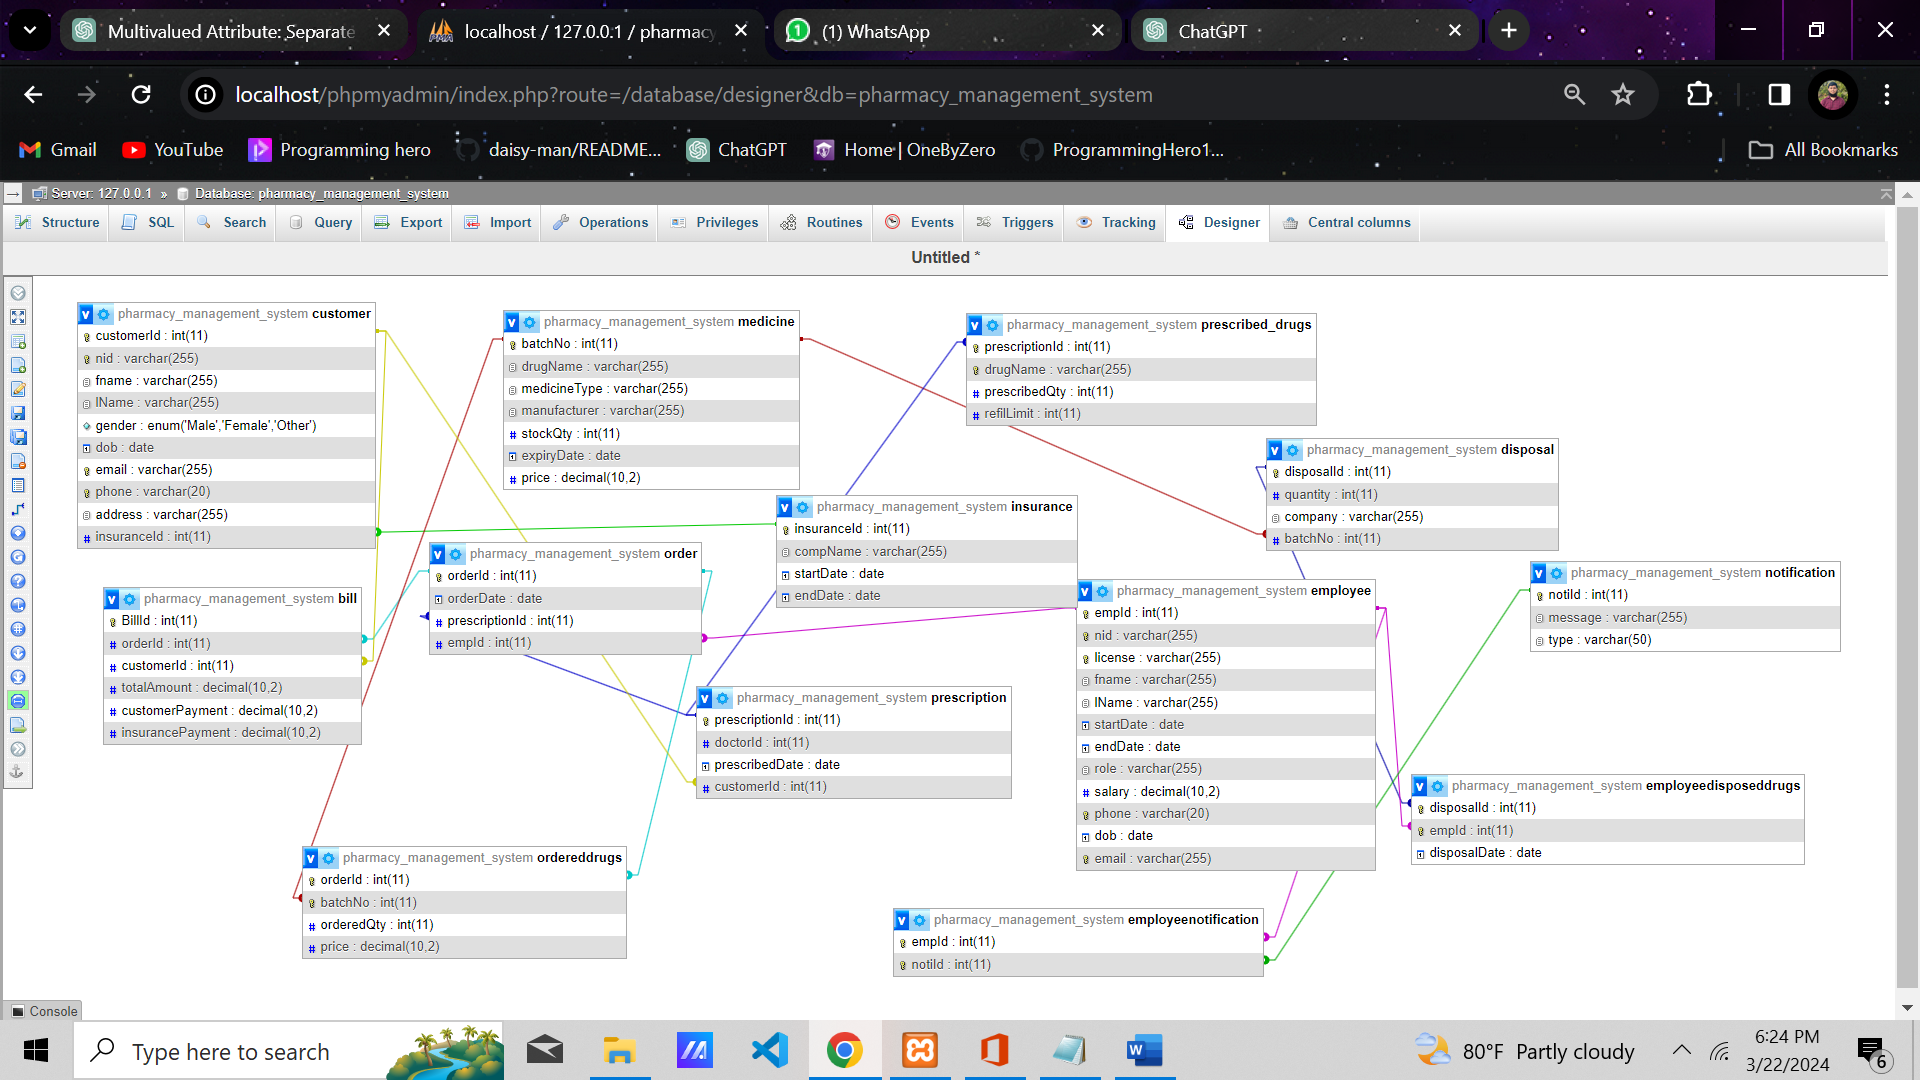 Multivalued Attribute: Separate
localhost / 127.0.0.1 / pharmacy
(1) WhatsApp
ChatGPT
localhost/phpmyadmin/index.php?route=/database/designer&db=pharmacy_management_system
Gmail
YouTube
Programming hero
daisy-man/README...
ChatGPT
Home | OneByZero
ProgrammingHero1...
All Bookmarks
Server: 127.0.0.1 » Database: pharmacy_management_system
Structure
SQL
Search
Query
Export
Import
Operations
Privileges
Routines
Events
Triggers
Tracking
Designer
Central columns
Untitled *
pharmacy_management_system customer
customerId : int(11)
nid : varchar(255)
fname : varchar(255)
lName : varchar(255)
gender : enum('Male','Female','Other')
dob : date
email : varchar(255)
phone : varchar(20)
address : varchar(255)
insuranceId : int(11)
pharmacy_management_system medicine
batchNo : int(11)
drugName : varchar(255)
medicineType : varchar(255)
manufacturer : varchar(255)
stockQty : int(11)
expiryDate : date
price : decimal(10,2)
pharmacy_management_system prescribed_drugs
prescriptionId : int(11)
drugName : varchar(255)
prescribedQty : int(11)
refilLimit : int(11)
pharmacy_management_system disposal
disposalId : int(11)
quantity : int(11)
company : varchar(255)
batchNo : int(11)
pharmacy_management_system insurance
insuranceId : int(11)
compName : varchar(255)
startDate : date
endDate : date
pharmacy_management_system order
orderId : int(11)
orderDate : date
prescriptionId : int(11)
empId : int(11)
pharmacy_management_system notification
notiId : int(11)
message : varchar(255)
type : varchar(50)
pharmacy_management_system employee
empId : int(11)
nid : varchar(255)
license : varchar(255)
fname : varchar(255)
lName : varchar(255)
startDate : date
endDate : date
role : varchar(255)
salary : decimal(10,2)
phone : varchar(20)
dob : date
email : varchar(255)
pharmacy_management_system bill
BillId : int(11)
orderId : int(11)
customerId : int(11)
totalAmount : decimal(10,2)
customerPayment : decimal(10,2)
insurancePayment : decimal(10,2)
pharmacy_management_system prescription
prescriptionId : int(11)
doctorId : int(11)
prescribedDate : date
customerId : int(11)
pharmacy_management_system employeedisposeddrugs
disposalId : int(11)
empId : int(11)
disposalDate : date
pharmacy_management_system ordereddrugs
orderId : int(11)
batchNo : int(11)
orderedQty : int(11)
price : decimal(10,2)
pharmacy_management_system employeenotification
empId : int(11)
notiId : int(11)
Console
Type here to search
80°F Partly cloudy
6:24 PM
3/22/2024
6